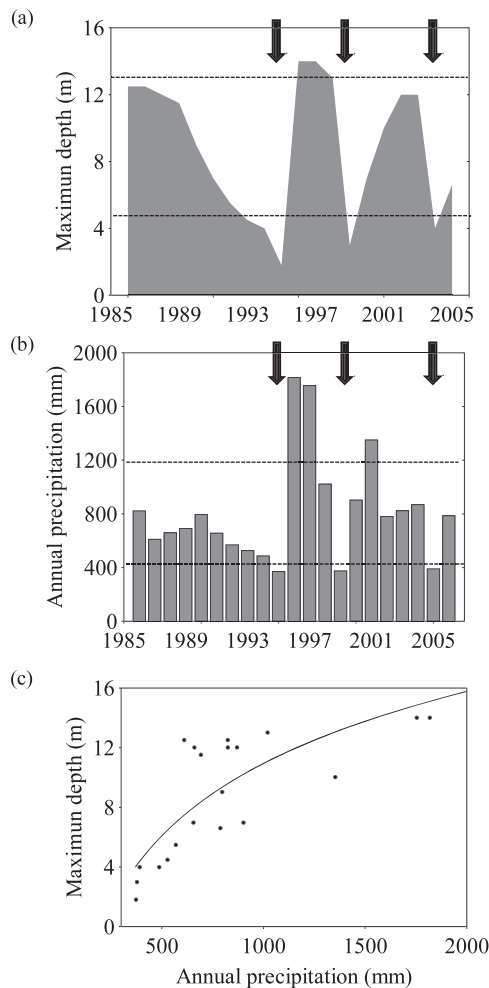 (a)
16
12
8
4
0
Maximun depth (m)
1985 1989 1993 1997 2001 2005
(b)
2000
1600
1200
800
400
0
Annual precipitation (mm)
1985 1989 1993 1997 2001 2005
(c)
16
12
8
4
0
Maximun depth (m)
500 1000 1500 2000
Annual precipitation (mm)